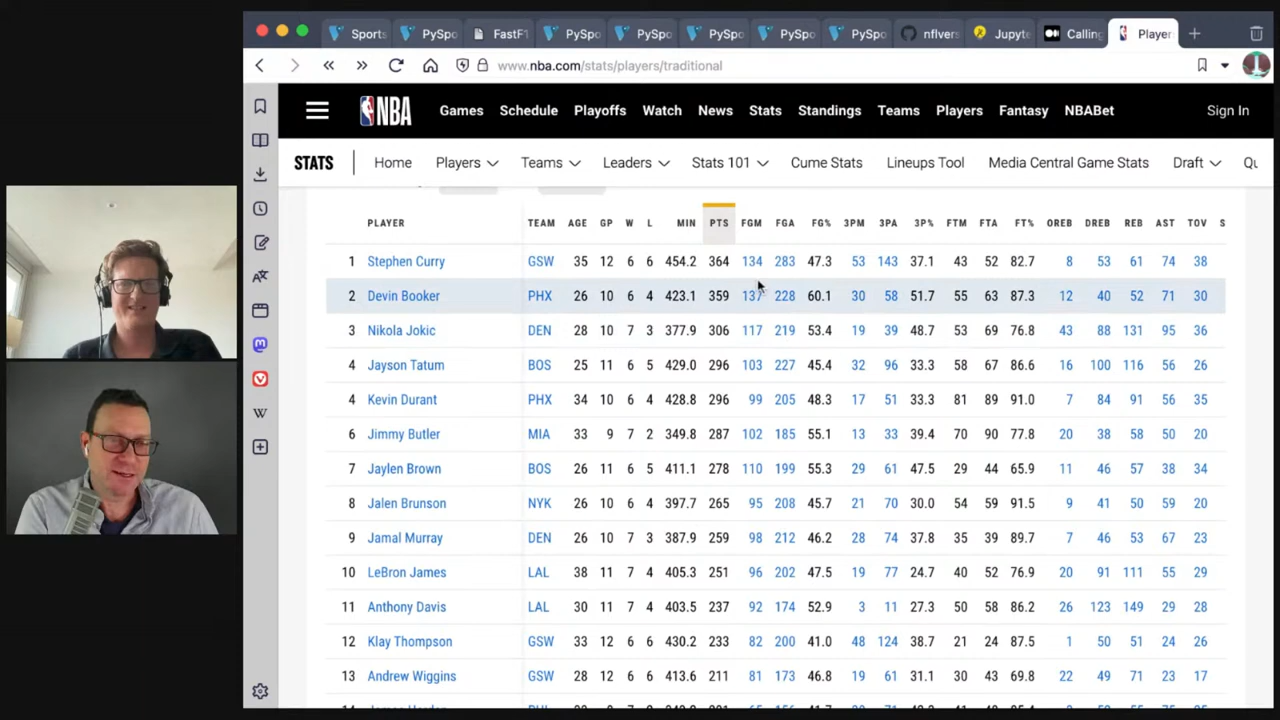 Sports PySpo FastF1 PySpo PySpo PySpo PySpo PySpo nflvers Jupyte Calling Player
www.nba.com/stats/players/traditional
NBA Games Schedule Playoffs Watch News Stats Standings Teams Players Fantasy NBABet Sign In
STATS Home Players Teams Leaders Stats 101 Cume Stats Lineups Tool Media Central Game Stats Draft Qu
PLAYER TEAM AGE GP W L MIN PTS FGM FGA FG% 3PM 3PA 3P% FTM FTA FT% OREB DREB REB AST TOV S
1 Stephen Curry GSW 35 12 6 6 454.2 364 134 283 47.3 53 143 37.1 43 52 82.7 8 53 61 74 38
2 Devin Booker PHX 26 10 6 4 423.1 359 137 228 60.1 30 58 51.7 55 63 87.3 12 40 52 71 30
3 Nikola Jokic DEN 28 10 7 3 377.9 306 117 219 53.4 19 39 48.7 53 69 76.8 43 88 131 95 36
4 Jayson Tatum BOS 25 11 6 5 429.0 296 103 227 45.4 32 96 33.3 58 67 86.6 16 100 116 56 26
4 Kevin Durant PHX 34 10 6 4 428.8 296 99 205 48.3 17 51 33.3 81 89 91.0 7 84 91 56 35
6 Jimmy Butler MIA 33 9 7 2 349.8 287 102 185 55.1 13 33 39.4 70 90 77.8 20 38 58 50 20
7 Jaylen Brown BOS 26 11 6 5 411.1 278 110 199 55.3 29 61 47.5 29 44 65.9 11 46 57 38 34
8 Jalen Brunson NYK 26 10 6 4 397.7 265 95 208 45.7 21 70 30.0 54 59 91.5 9 41 50 59 20
9 Jamal Murray DEN 26 10 7 3 387.9 259 98 212 46.2 28 74 37.8 35 39 89.7 7 46 53 67 23
10 LeBron James LAL 38 11 7 4 405.3 251 96 202 47.5 19 77 24.7 40 52 76.9 20 91 111 55 29
11 Anthony Davis LAL 30 11 7 4 403.5 237 92 174 52.9 3 11 27.3 50 58 86.2 26 123 149 29 28
12 Klay Thompson GSW 33 12 6 6 430.2 233 82 200 41.0 48 124 38.7 21 24 87.5 1 50 51 24 26
13 Andrew Wiggins GSW 28 12 6 6 413.6 211 81 173 46.8 19 61 31.1 30 43 69.8 22 49 71 23 17